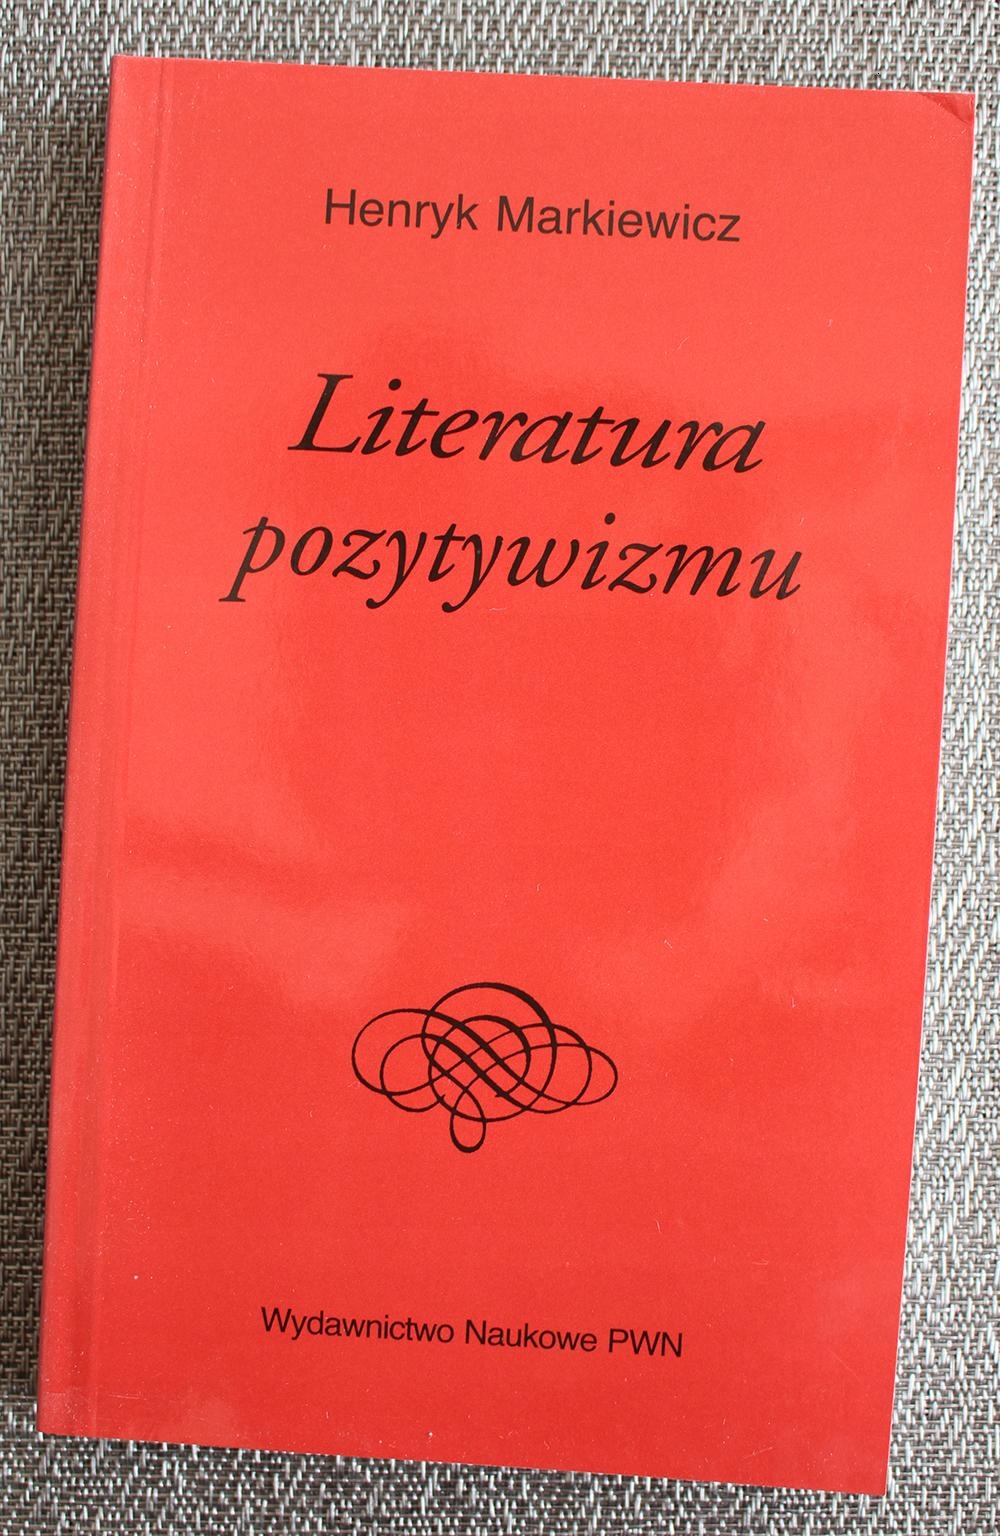 Henryk Markiewicz
Literatura
pozytywizmu
Wydawnictwo Naukowe PWN